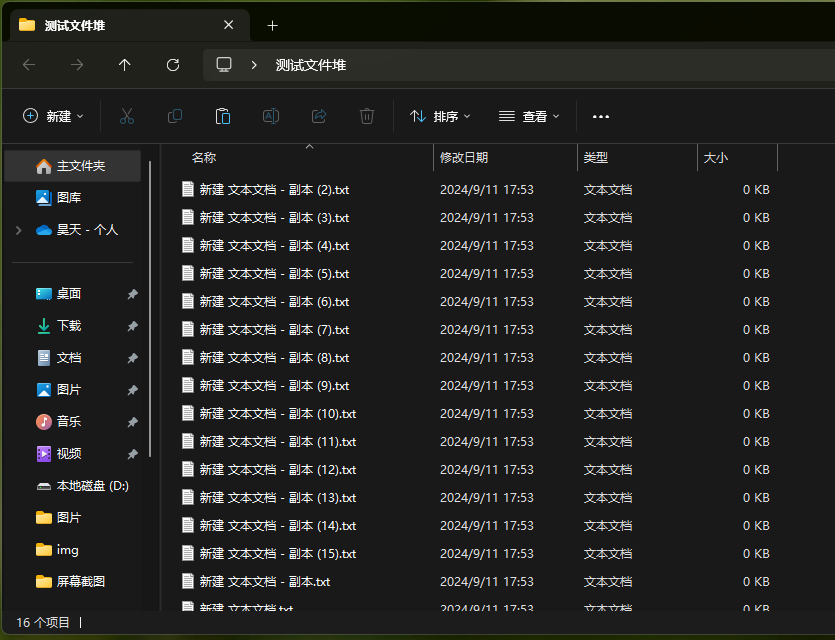 测试文件堆
测试文件堆
新建 排序 查看
名称 修改日期 类型 大小
主文件夹
图库
昊天 - 个人
桌面
下载
文档
图片
音乐
视频
本地磁盘 (D:)
图片
img
屏幕截图
新建 文本文档 - 副本 (2).txt 2024/9/11 17:53 文本文档 0 KB
新建 文本文档 - 副本 (3).txt 2024/9/11 17:53 文本文档 0 KB
新建 文本文档 - 副本 (4).txt 2024/9/11 17:53 文本文档 0 KB
新建 文本文档 - 副本 (5).txt 2024/9/11 17:53 文本文档 0 KB
新建 文本文档 - 副本 (6).txt 2024/9/11 17:53 文本文档 0 KB
新建 文本文档 - 副本 (7).txt 2024/9/11 17:53 文本文档 0 KB
新建 文本文档 - 副本 (8).txt 2024/9/11 17:53 文本文档 0 KB
新建 文本文档 - 副本 (9).txt 2024/9/11 17:53 文本文档 0 KB
新建 文本文档 - 副本 (10).txt 2024/9/11 17:53 文本文档 0 KB
新建 文本文档 - 副本 (11).txt 2024/9/11 17:53 文本文档 0 KB
新建 文本文档 - 副本 (12).txt 2024/9/11 17:53 文本文档 0 KB
新建 文本文档 - 副本 (13).txt 2024/9/11 17:53 文本文档 0 KB
新建 文本文档 - 副本 (14).txt 2024/9/11 17:53 文本文档 0 KB
新建 文本文档 - 副本 (15).txt 2024/9/11 17:53 文本文档 0 KB
新建 文本文档 - 副本.txt 2024/9/11 17:53 文本文档 0 KB
新建 文本文档.txt 2024/9/11 17:53 文本文档 0 KB
16 个项目